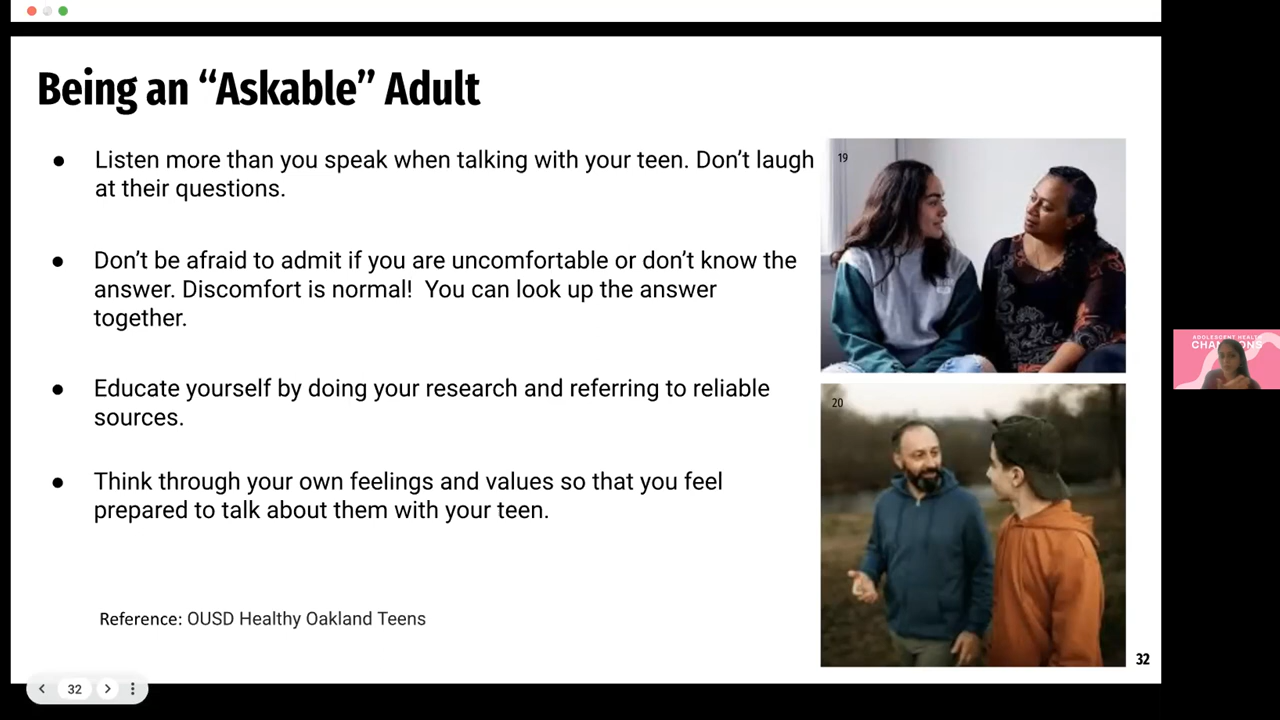 Being an “Askable” Adult
● Listen more than you speak when talking with your teen. Don’t laugh
at their questions.
● Don’t be afraid to admit if you are uncomfortable or don’t know the
answer. Discomfort is normal!  You can look up the answer
together.
● Educate yourself by doing your research and referring to reliable
sources.
● Think through your own feelings and values so that you feel
prepared to talk about them with your teen.
Reference: OUSD Healthy Oakland Teens
19
20
32
32
ADOLESCENT HEALTH